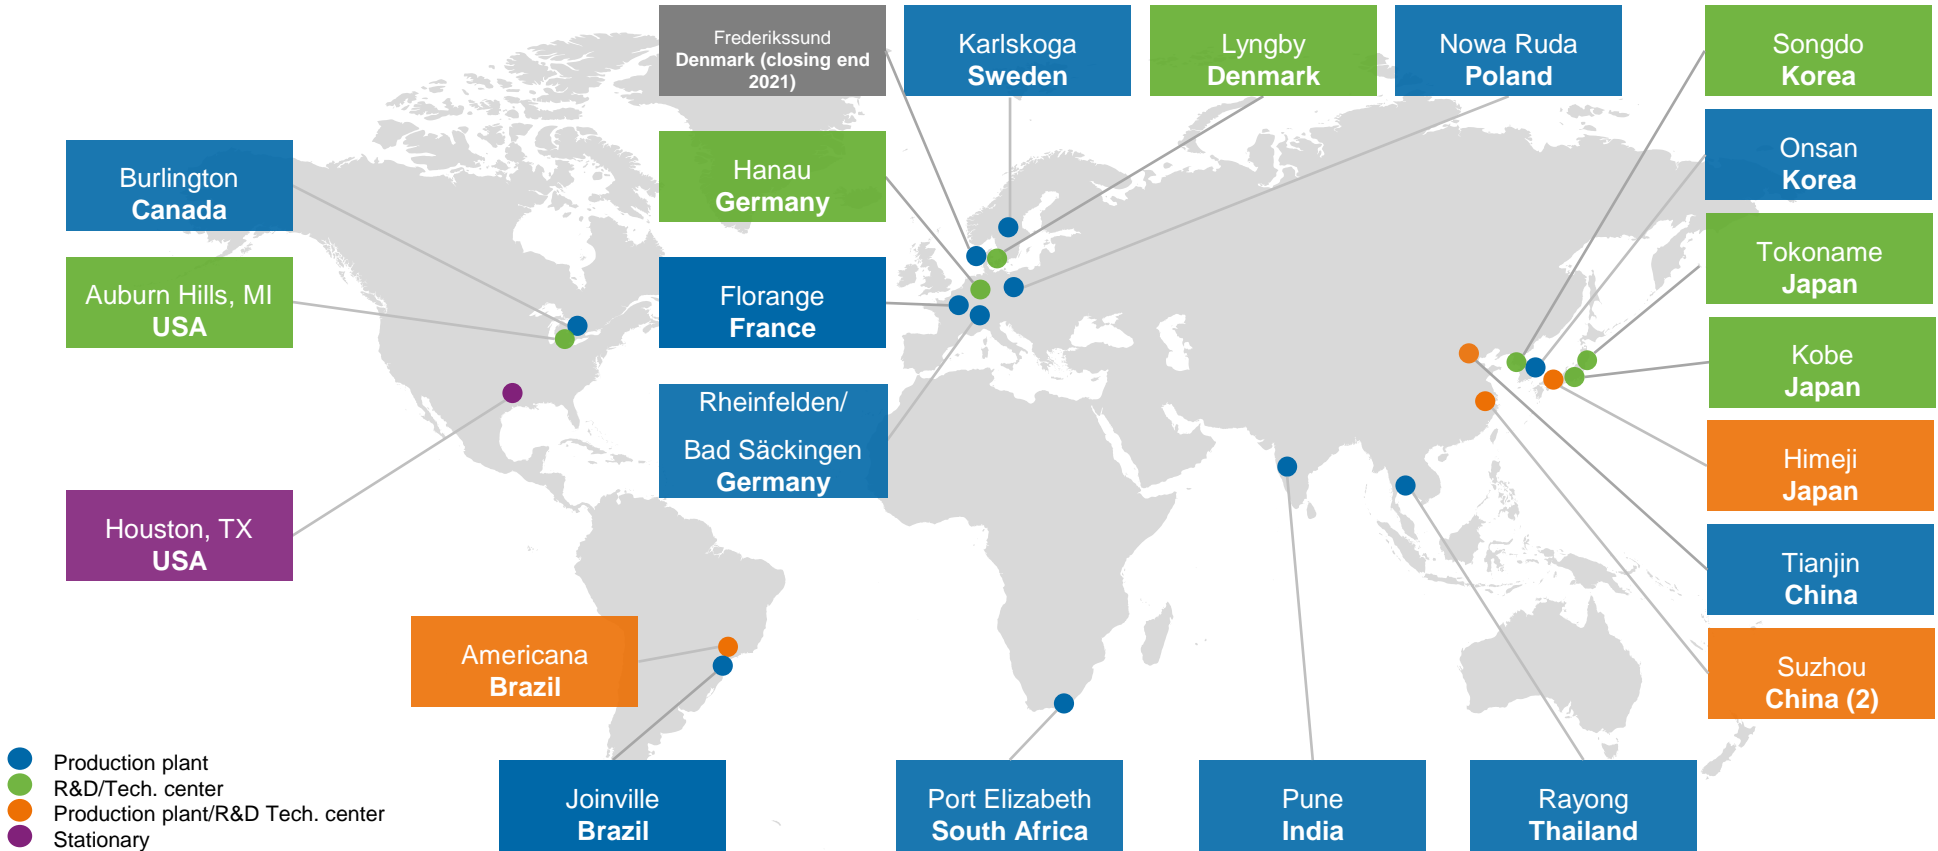 Frederikssund
Denmark (closing end
2021)
Karlskoga
Sweden
Lyngby
Denmark
Nowa Ruda
Poland
Songdo
Korea
Burlington
Canada
Hanau
Germany
Onsan
Korea
Auburn Hills, MI
USA
Florange
France
Tokoname
Japan
Kobe
Japan
Rheinfelden/
Bad Säckingen
Germany
Himeji
Japan
Houston, TX
USA
Tianjin
China
Americana
Brazil
Suzhou
China (2)
Production plant
R&D/Tech. center
Production plant/R&D Tech. center
Stationary
Joinville
Brazil
Port Elizabeth
South Africa
Pune
India
Rayong
Thailand